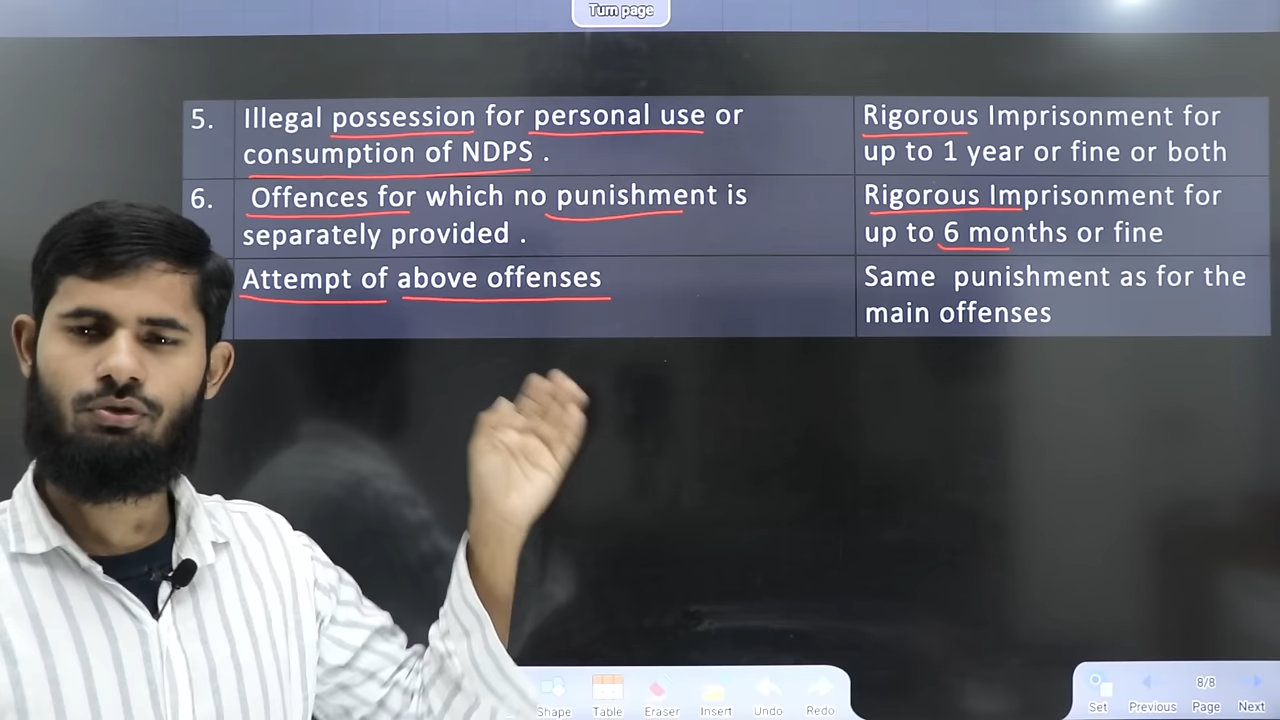 Turn page
5. Illegal possession for personal use or
consumption of NDPS .
Rigorous Imprisonment for
up to 1 year or fine or both
6. Offences for which no punishment is
separately provided .
Rigorous Imprisonment for
up to 6 months or fine
Attempt of above offenses
Same punishment as for the
main offenses
Shape Table Eraser Insert Undo Redo
8/8
Set Previous Page Next